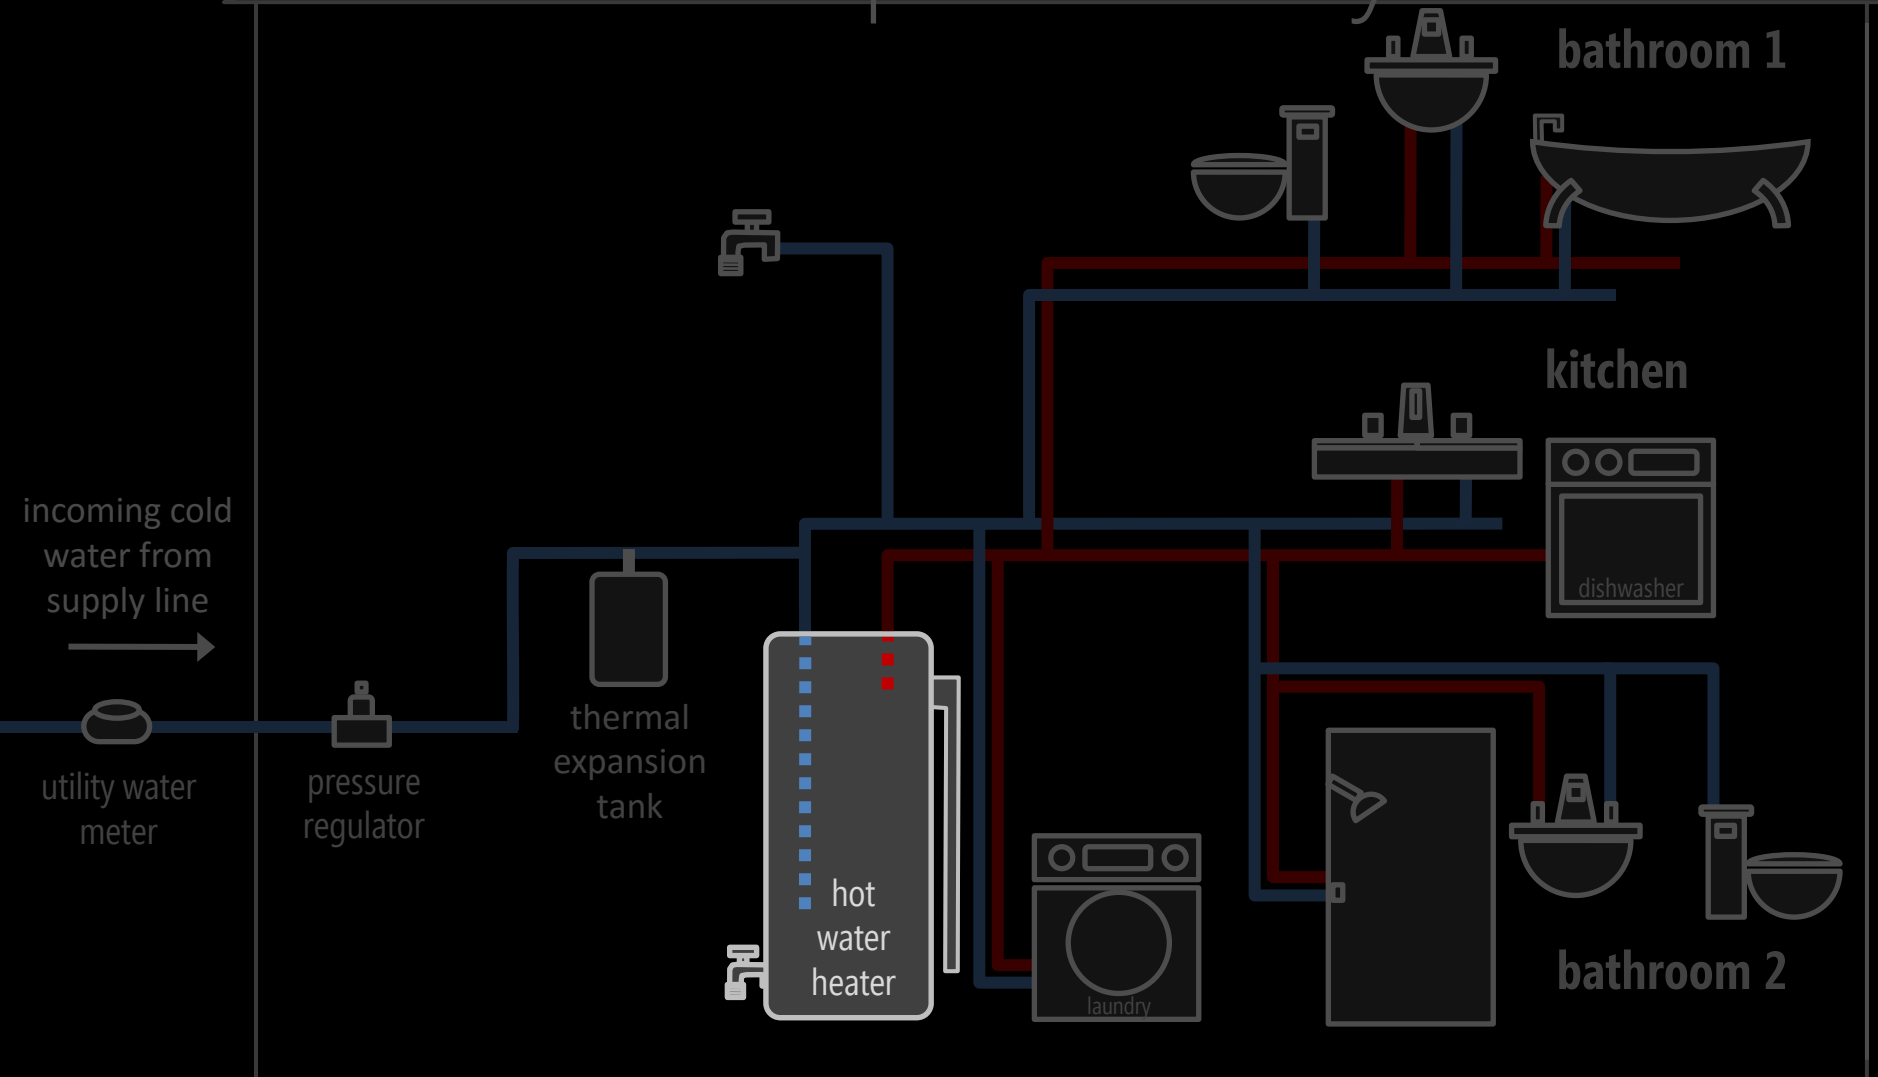 bathroom 1
kitchen
incoming cold
water from
supply line
dishwasher
thermal
expansion
tank
utility water
meter
pressure
regulator
hot
water
heater
laundry
bathroom 2